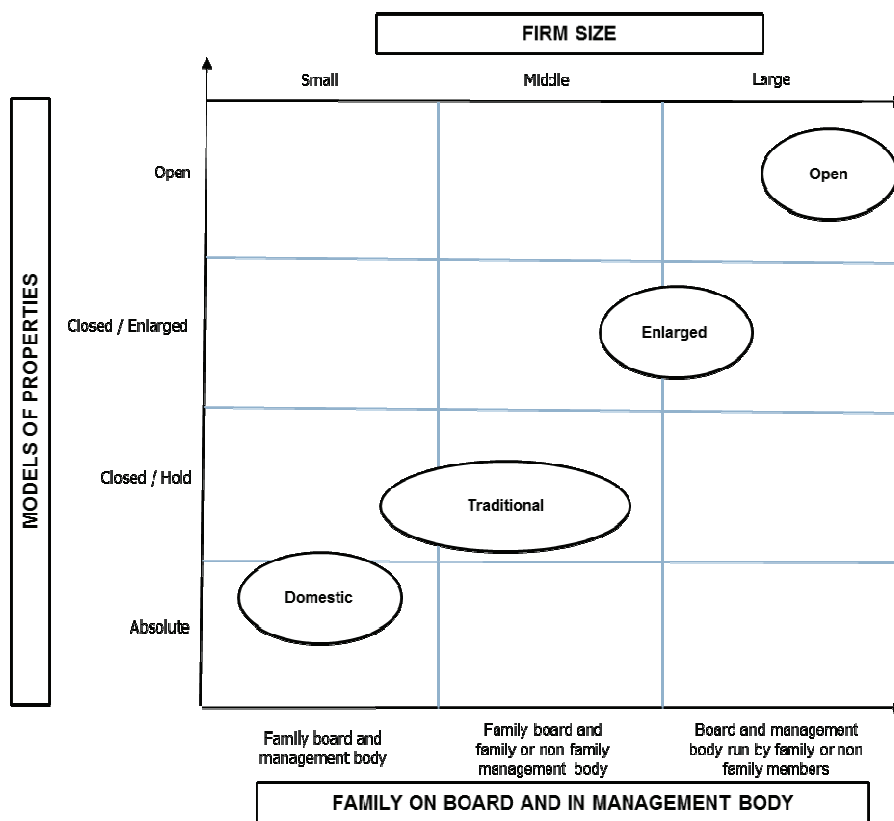 FIRM SIZE
Small
Middle
Large
Open
Open
Closed / Enlarged
Enlarged
MODELS OF PROPERTIES
Closed / Hold
Traditional
Domestic
Absolute
Family board and
management body
Family board and
family or non family
management body
Board and management
body run by family or non
family members
FAMILY ON BOARD AND IN MANAGEMENT BODY